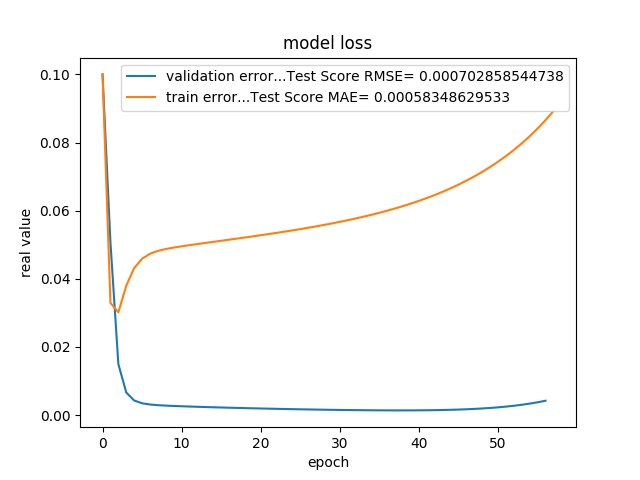 model loss
validation error...Test Score RMSE= 0.000702858544738
train error...Test Score MAE= 0.00058348629533
real value
0.10
0.08
0.06
0.04
0.02
0.00
0 10 20 30 40 50
epoch